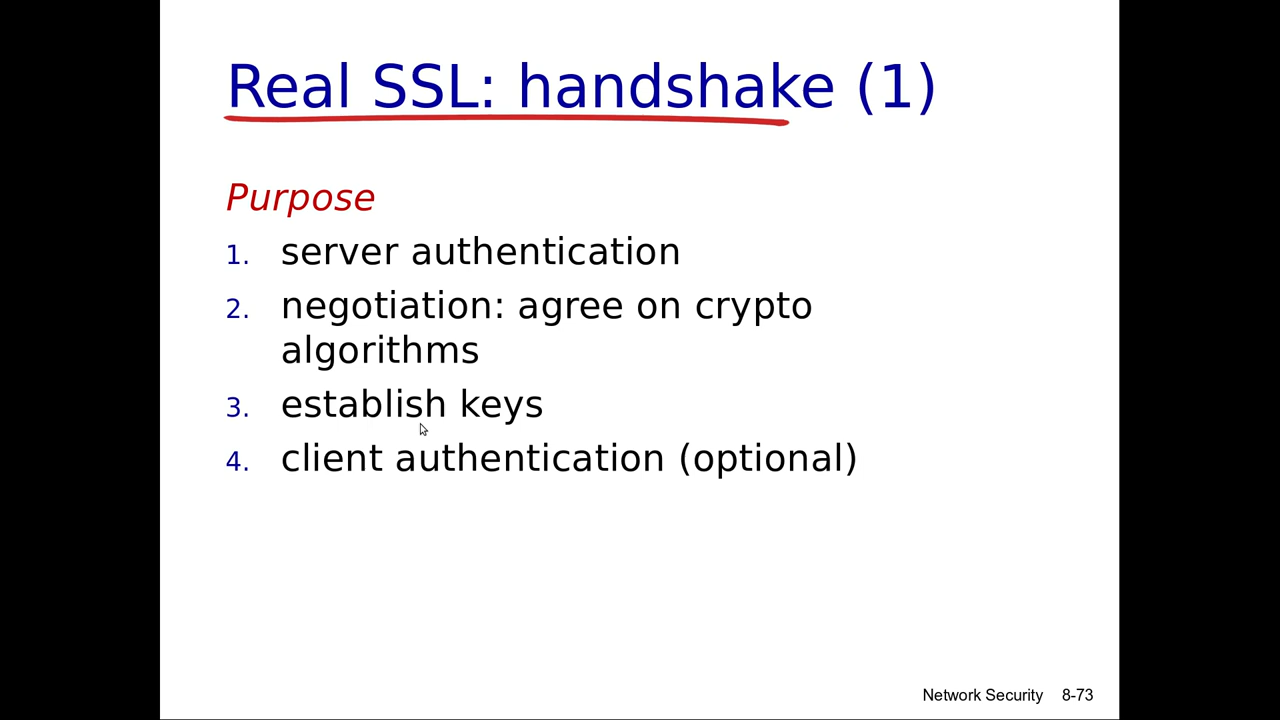 Real SSL: handshake (1)
Purpose
1. server authentication
2. negotiation: agree on crypto
algorithms
3. establish keys
4. client authentication (optional)
Network Security 8-73